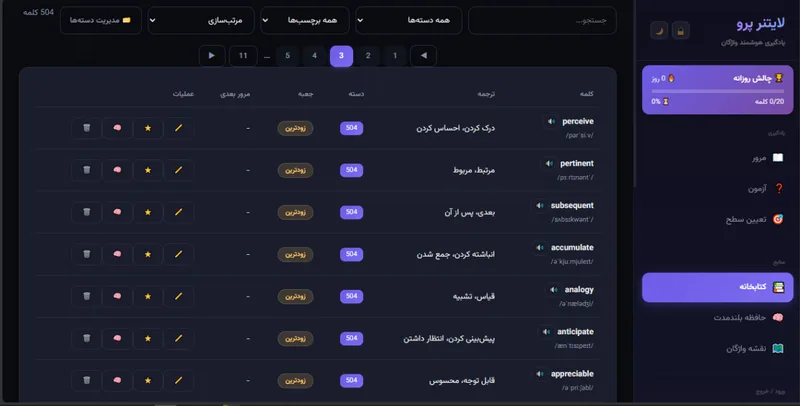 لایتنر پرو
یادگیری هوشمند واژگان
چالش روزانه
0 روز
0/20 کلمه
0%
یادگیری
مرور
آزمون
تعیین سطح
منابع
کتابخانه
حافظه بلندمدت
نقشه واژگان
ورود / خروج
جستجو...
همه دسته‌ها
همه برچسب‌ها
مرتب‌سازی
مدیریت دسته‌ها
504 کلمه
1 2 3 4 5 ... 11
کلمه ترجمه دسته جعبه مرور بعدی عملیات
perceive
درک کردن، احساس کردن 504 زودترین -
pertinent
مرتبط، مربوط 504 زودترین -
subsequent
بعدی، پس از آن 504 زودترین -
accumulate
انباشته کردن، جمع شدن 504 زودترین -
analogy
قیاس، تشبیه 504 زودترین -
anticipate
پیش‌بینی کردن، انتظار داشتن 504 زودترین -
appreciable
قابل توجه، محسوس 504 زودترین -